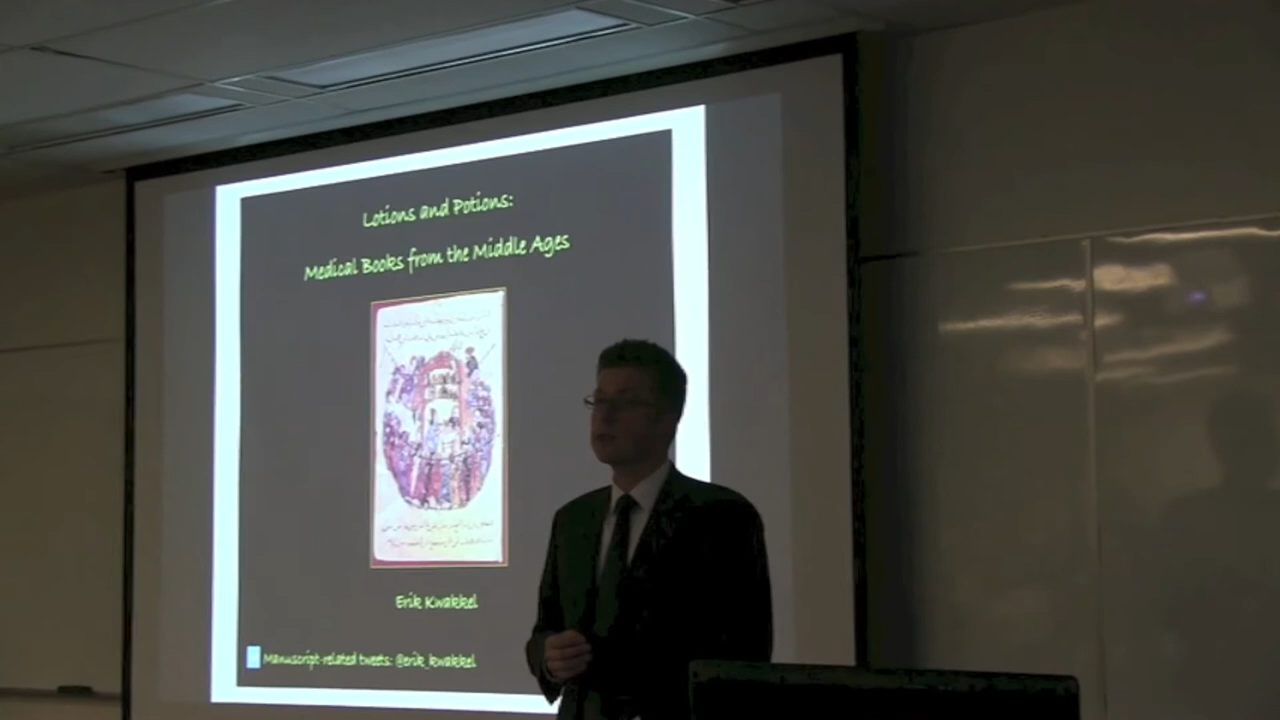 Lotions and Potions:
Medical Books from the Middle Ages
Erik Kwakkel
Manuscript-related tweets: @erik_kwakkel